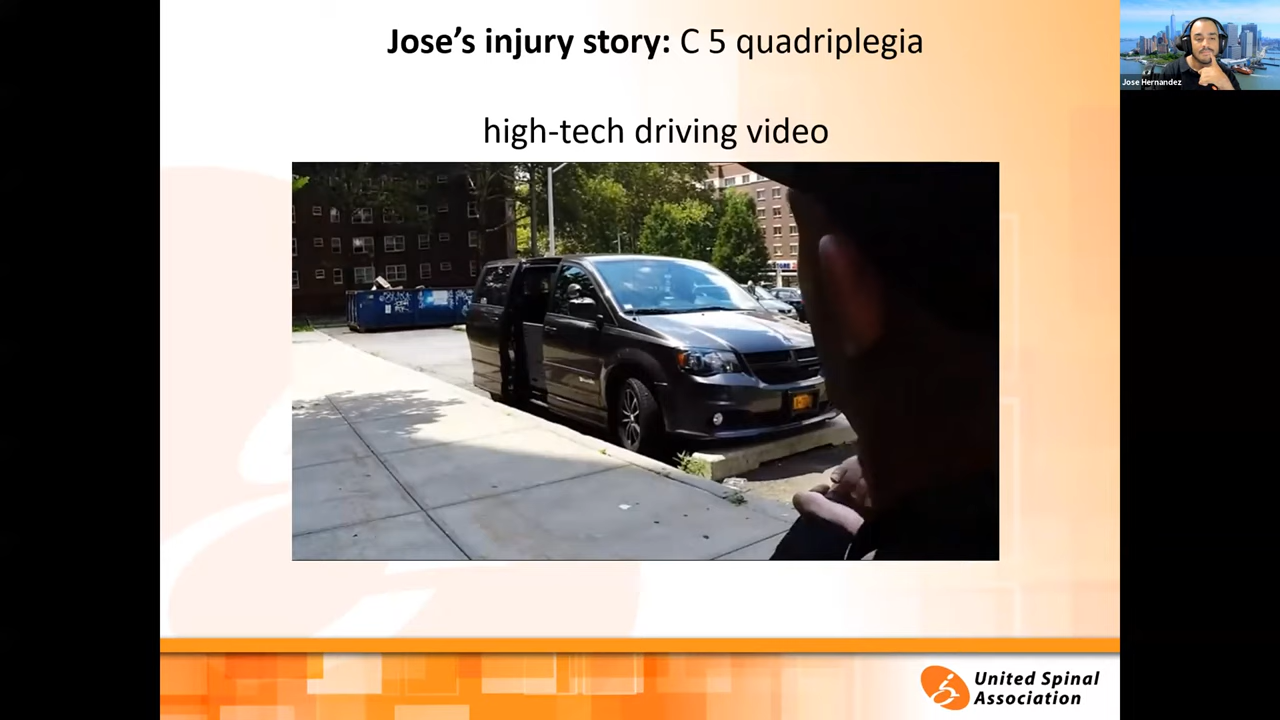 Jose's injury story: C 5 quadriplegia
high-tech driving video
Jose Hernandez
United Spinal
Association